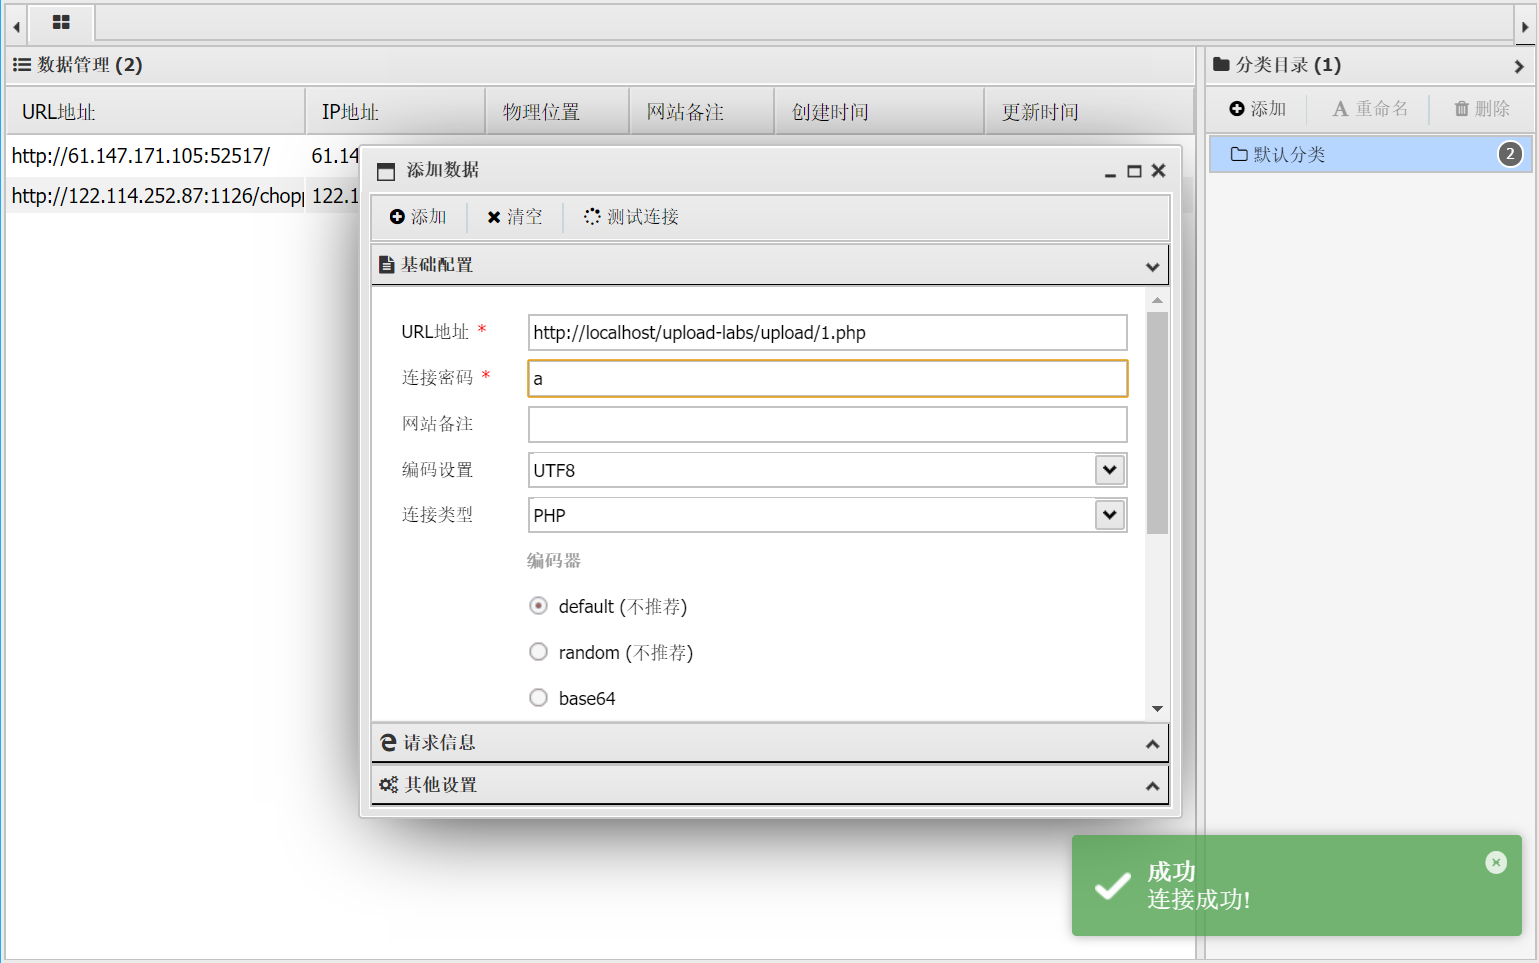 数据管理 (2)
URL地址 IP地址 物理位置 网站备注 创建时间 更新时间
http://61.147.171.105:52517/ 61.14
http://122.114.252.87:1126/chop 122.1
添加数据
添加 清空 测试连接
基础配置
URL地址 * http://localhost/upload-labs/upload/1.php
连接密码 * a
网站备注
编码设置 UTF8
连接类型 PHP
编码器
default (不推荐)
random (不推荐)
base64
请求信息
其他设置
分类目录 (1)
添加 重命名 删除
默认分类 2
成功
连接成功!